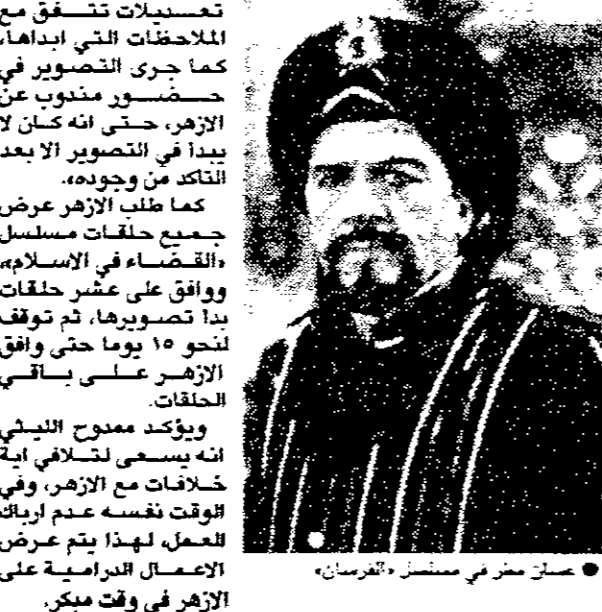 تعديلات تتفق مع
الملاحظات التي ابداها،
كما جرى التصوير في
حضور مندوب عن
الازهر، حتى انه كان لا
يبدأ في التصوير الا بعد
التاكد من وجوده».
كما طلب الازهر عرض
جميع حلقات مسلسل
«القضاء في الاسلام»
ووافق على عشر حلقات
بدا تصويرها، ثم توقف
لنحو ١٥ يوما حتى وافق
الازهر على باقي
الحلقات.
ويؤكد ممدوح الليثي
انه يسعى لتلافي اية
خلافات مع الازهر، وفي
الوقت نفسه عدم ارباك
العمل، لهذا يتم عرض
الاعمال الدرامية على
الازهر في وقت مبكر.
● غسان مطر في مسلسل «الفرسان»